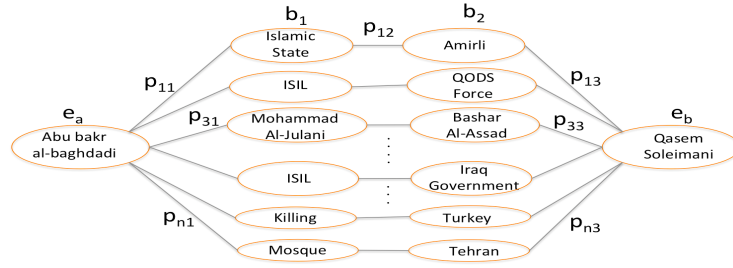 b1
b2
Islamic
State
p12
Amirli
p11
p13
ISIL
QODS
Force
ea
p31
Mohammad
Al-Julani
Bashar
Al-Assad
p33
eb
Abu bakr
al-baghdadi
Qasem
Soleimani
ISIL
Iraq
Government
pn1
Killing
Turkey
pn3
Mosque
Tehran